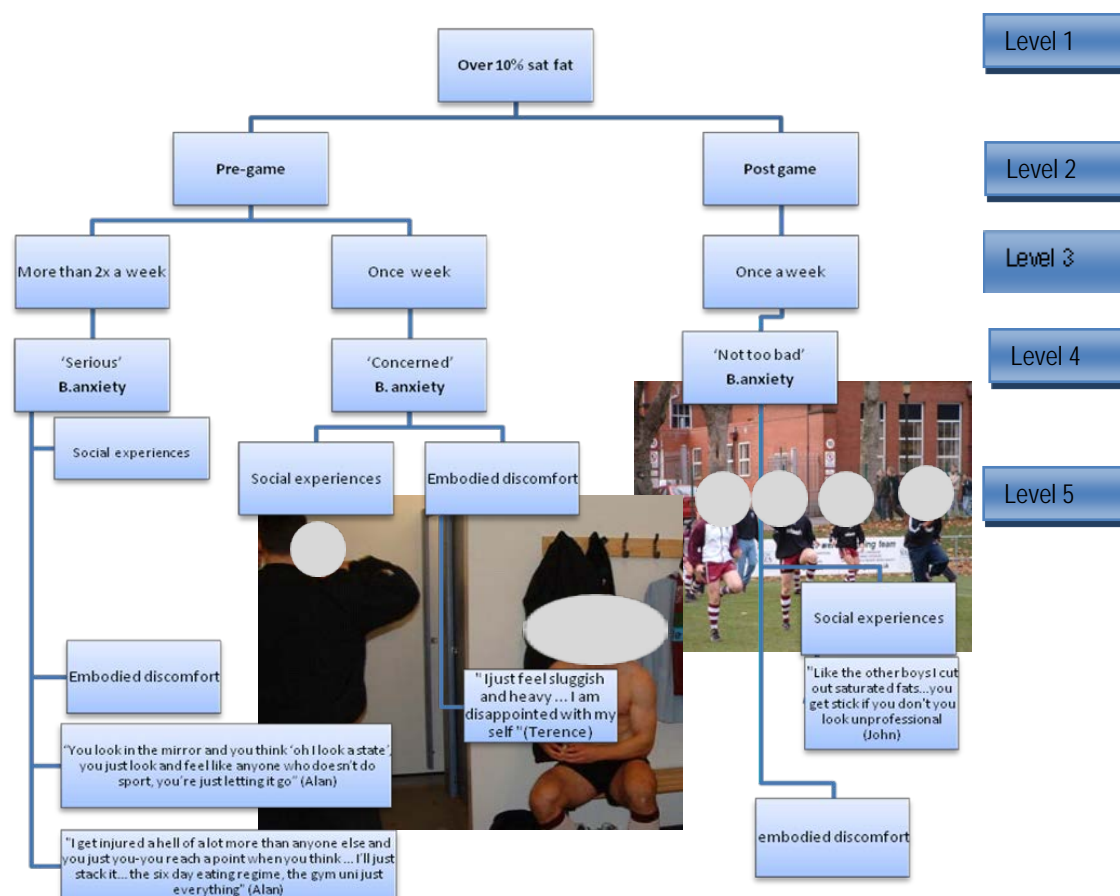 Level 1
Over 10% sat fat
Pre-game
Post game
Level 2
More than 2x a week
Once week
Once a week
Level 3
‘Serious’
B.anxiety
‘Concerned’
B. anxiety
‘Not too bad’
B.anxiety
Level 4
Social experiences
Social experiences
Embodied discomfort
Level 5
Social experiences
Embodied discomfort
" I just feel sluggish
and heavy ... I am
disappointed with my
self "(Terence)
"Like the other boys I cut
out saturated fats...you
get stick if you don't you
look unprofessional
(John)
“You look in the mirror and you think ‘oh I look a state’,
you just look and feel like anyone who doesn’t do
sport, you’re just letting it go” (Alan)
embodied discomfort
"I get injured a hell of a lot more than anyone else and
you just you-you reach a point when you think ... I'll just
stack it... the six day eating regime, the gym uni just
everything" (Alan)